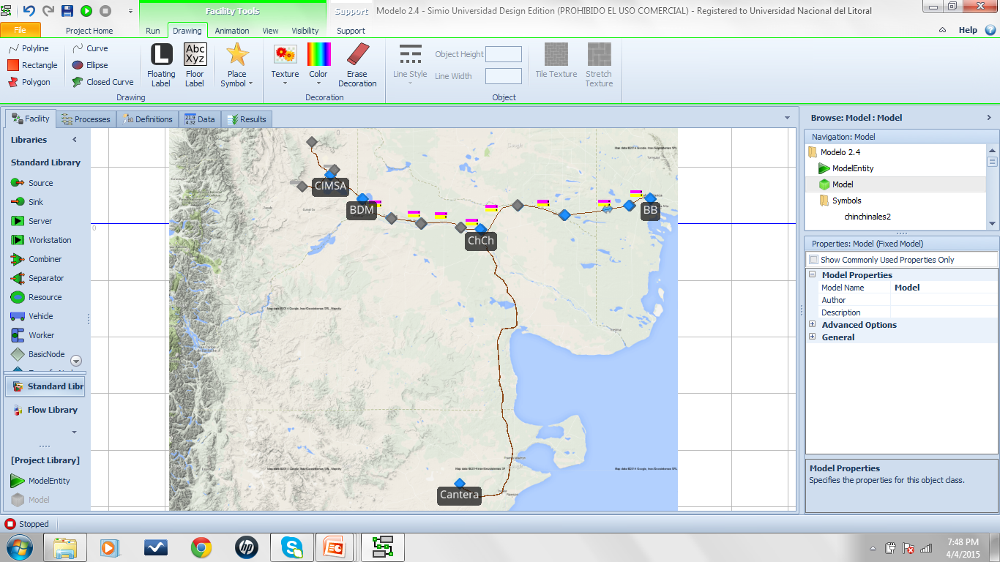 Facility Tools
Support
Modelo 2.4 - Simio Universidad Design Edition (PROHIBIDO EL USO COMERCIAL) - Registered to Universidad Nacional del Litoral
File
Project Home
Run
Drawing
Animation
View
Visibility
Support
Help
Polyline
Rectangle
Polygon
Curve
Ellipse
Closed Curve
Drawing
L
Floating Label
Abc
Xyz
Floor Label
Place Symbol
Texture
Color
Erase Decoration
Decoration
Line Style
Object Height
Line Width
Tile Texture
Stretch Texture
Object
Facility
Processes
Definitions
Data
Results
Libraries
Standard Library
Source
Sink
Server
Workstation
Combiner
Separator
Resource
Vehicle
Worker
BasicNode
Standard Libr
Flow Library
[Project Library]
ModelEntity
Model
0
0
Google
CIMSA
BDM
ChCh
BB
Cantera
Browse: Model : Model
Navigation: Model
Modelo 2.4
ModelEntity
Model
Symbols
chinchinales2
Properties: Model (Fixed Model)
Show Commonly Used Properties Only
Model Properties
Model Name Model
Author
Description
Advanced Options
General
Model Properties
Specifies the properties for this object class.
Stopped
hp
7:48 PM
4/4/2015